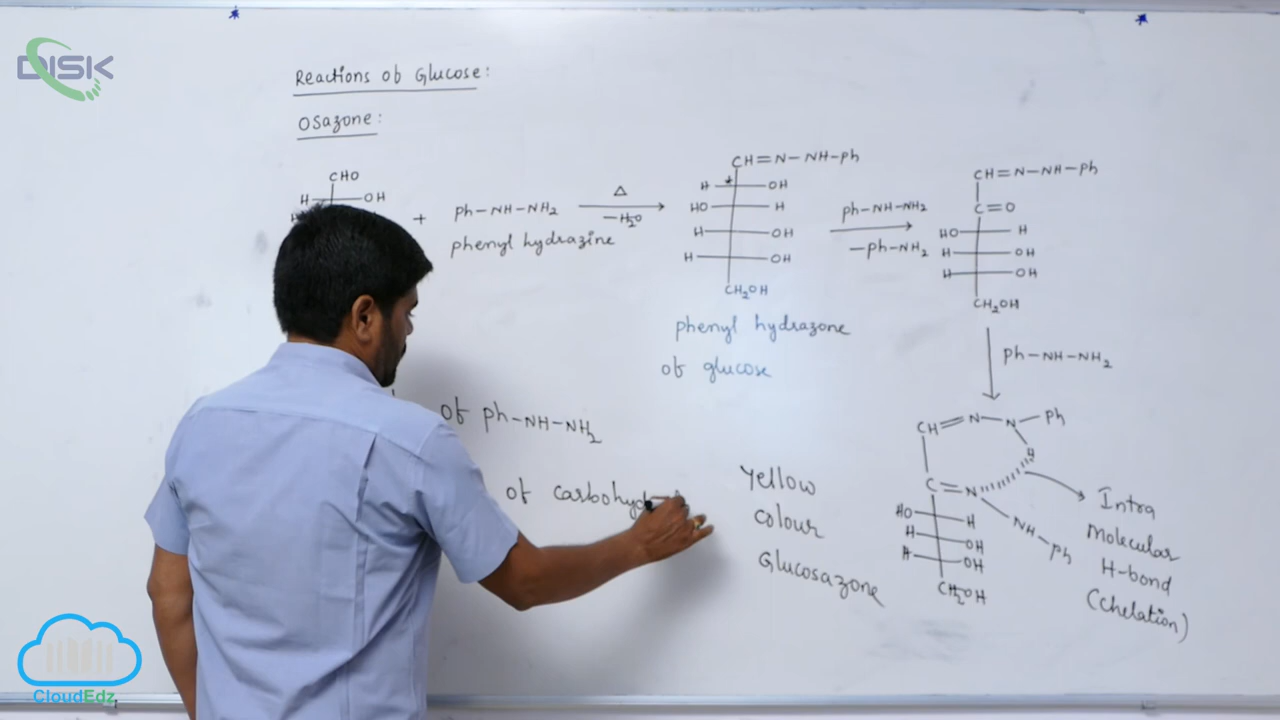 DISK
Reactions of Glucose:
Osazone:
CHO
H OH
+ Ph-NH-NH2
phenyl hydrazine
Δ
-H2O
CH=N-NH-Ph
H * OH
HO H
H OH
H OH
CH2OH
phenyl hydrazone
of glucose
Ph-NH-NH2
-Ph-NH2
CH=N-NH-Ph
C=O
HO H
H OH
H OH
CH2OH
Ph-NH-NH2
CH=N-N-Ph
H
C=N
NH-Ph
HO H
H OH
H OH
CH2OH
Intra
Molecular
H-bond
(chelation)
Yellow
colour
Glucosazone
of Ph-NH-NH2
of carbohyd
CloudEdz